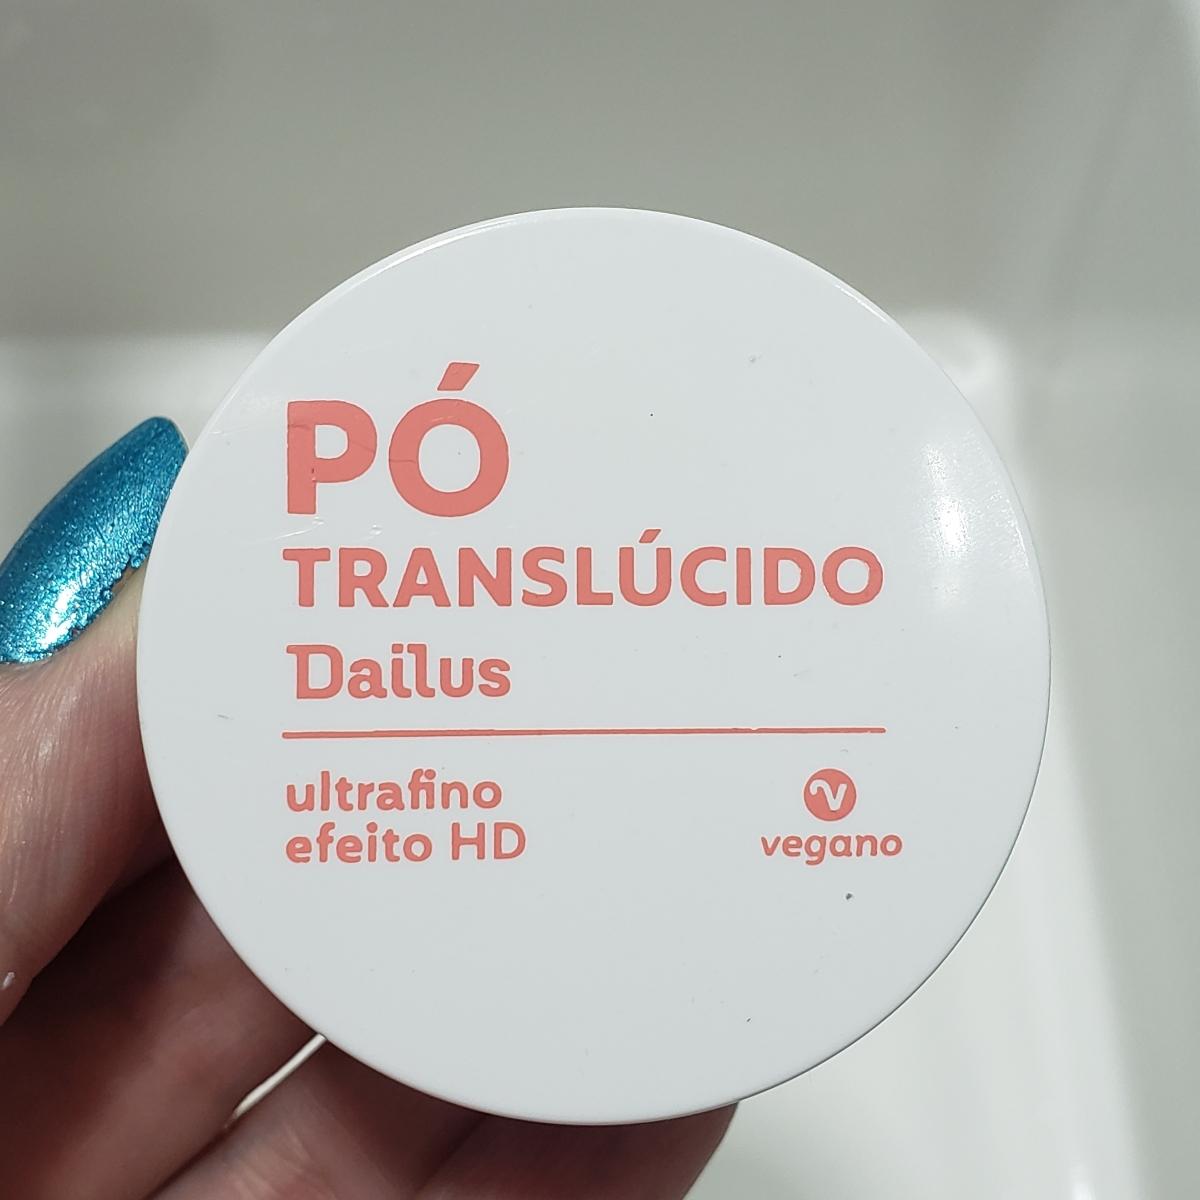 PÓ
TRANSLÚCIDO
Dailus
ultrafino
efeito HD
vegano